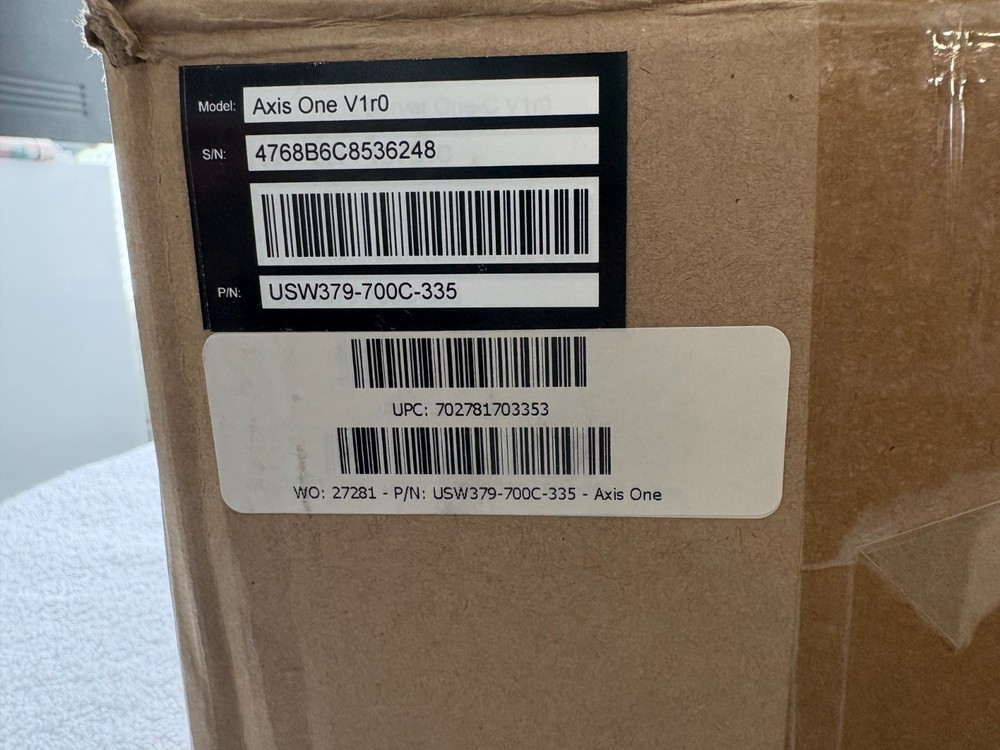 Model: Axis One V1r0
S/N: 4768B6C8536248
P/N: USW379-700C-335
UPC: 702781703353
WO: 27281 - P/N: USW379-700C-335 - Axis One